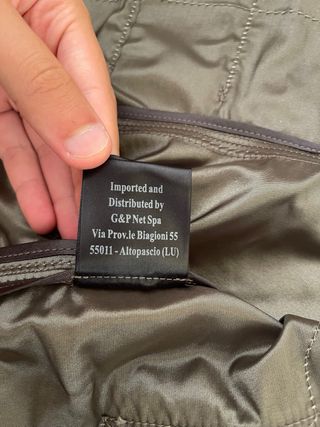 Imported and
Distributed by
G&P Net Spa
Via Prov.le Biagioni 55
55011 - Altopascio (LU)